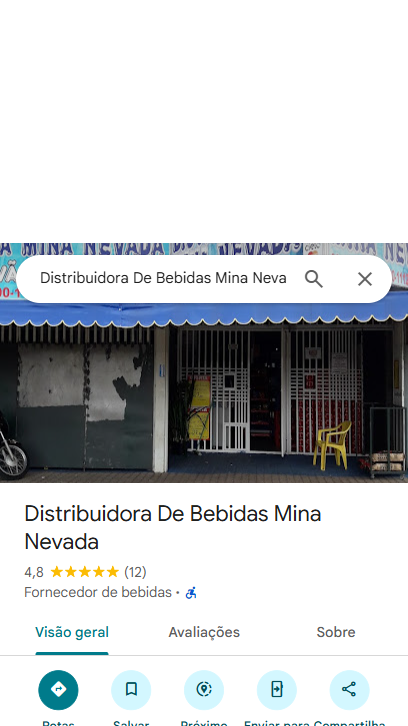 MINA NEVADA
Distribuidora De Bebidas Mina Neva
Distribuidora De Bebidas Mina
Nevada
4,8 (12)
Fornecedor de bebidas ·
Visão geral Avaliações Sobre
Rotas Salvar Próximo Enviar para Compartilha